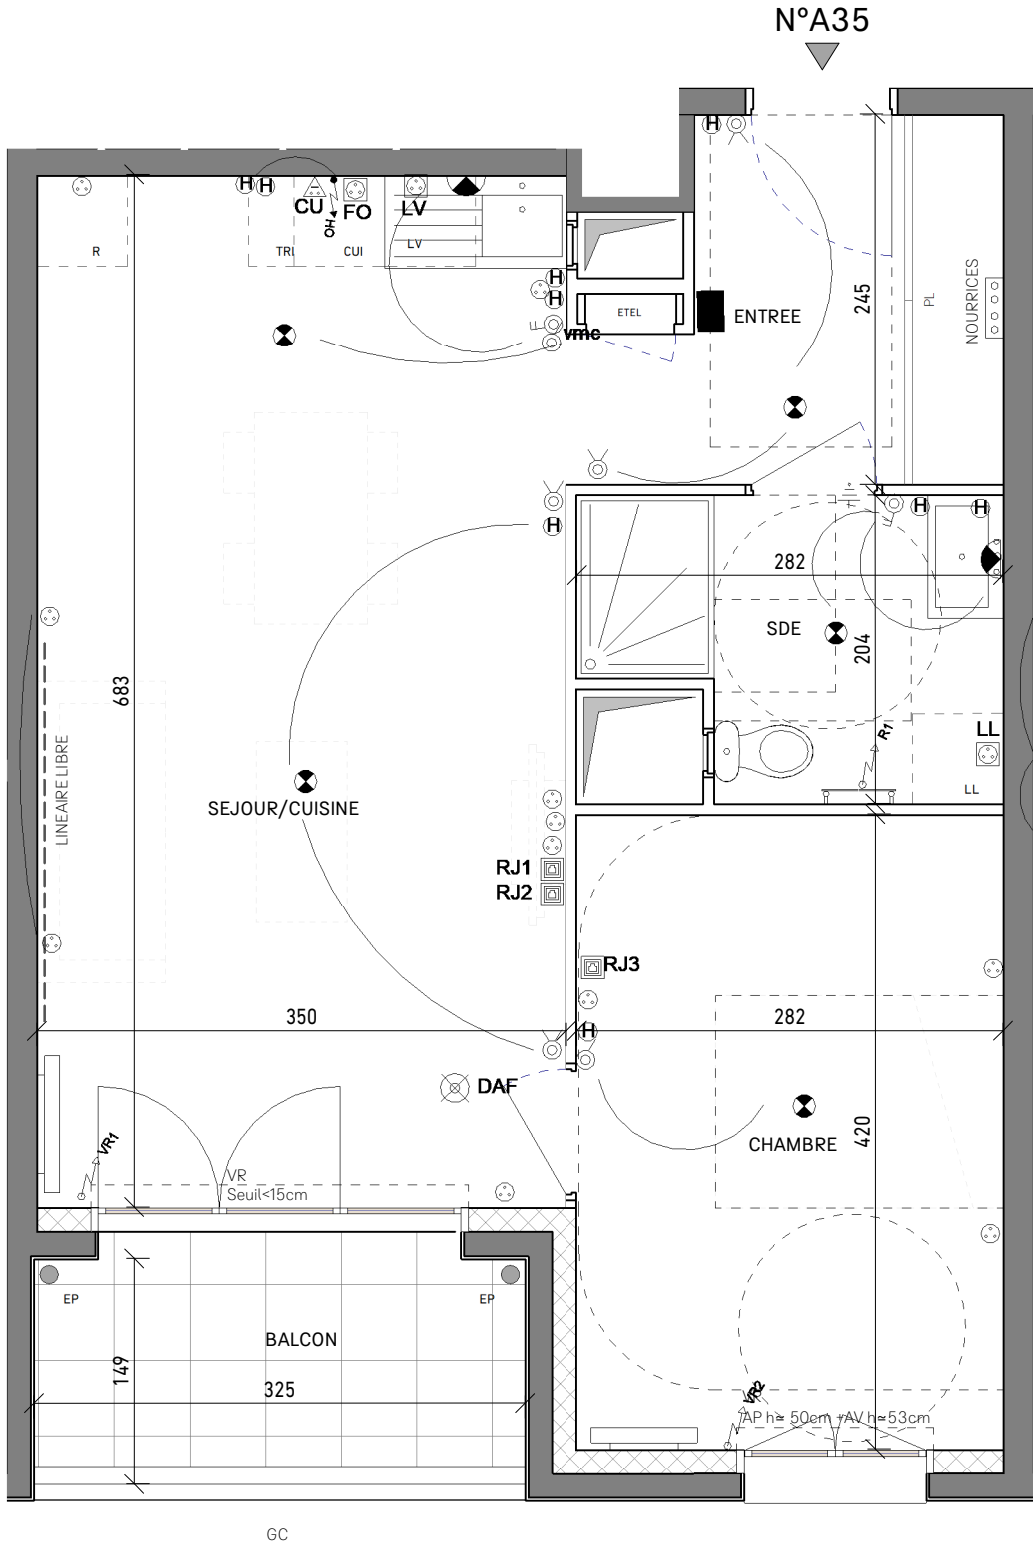 N°A35
H
H
H
CU
FO
LV
HO
R
TRI
CUI
LV
H
H
ETEL
vmc
ENTREE
245
PL
NOURRICES
H
H
H
282
SDE
204
683
R1
LL
LL
LINEAIRE LIBRE
SEJOUR/CUISINE
RJ1
RJ2
RJ3
350
282
H
DAF
CHAMBRE
420
VR1
VR
Seuil<15cm
EP
EP
BALCON
149
325
VR2
AP h= 50cm +AV h=53cm
GC